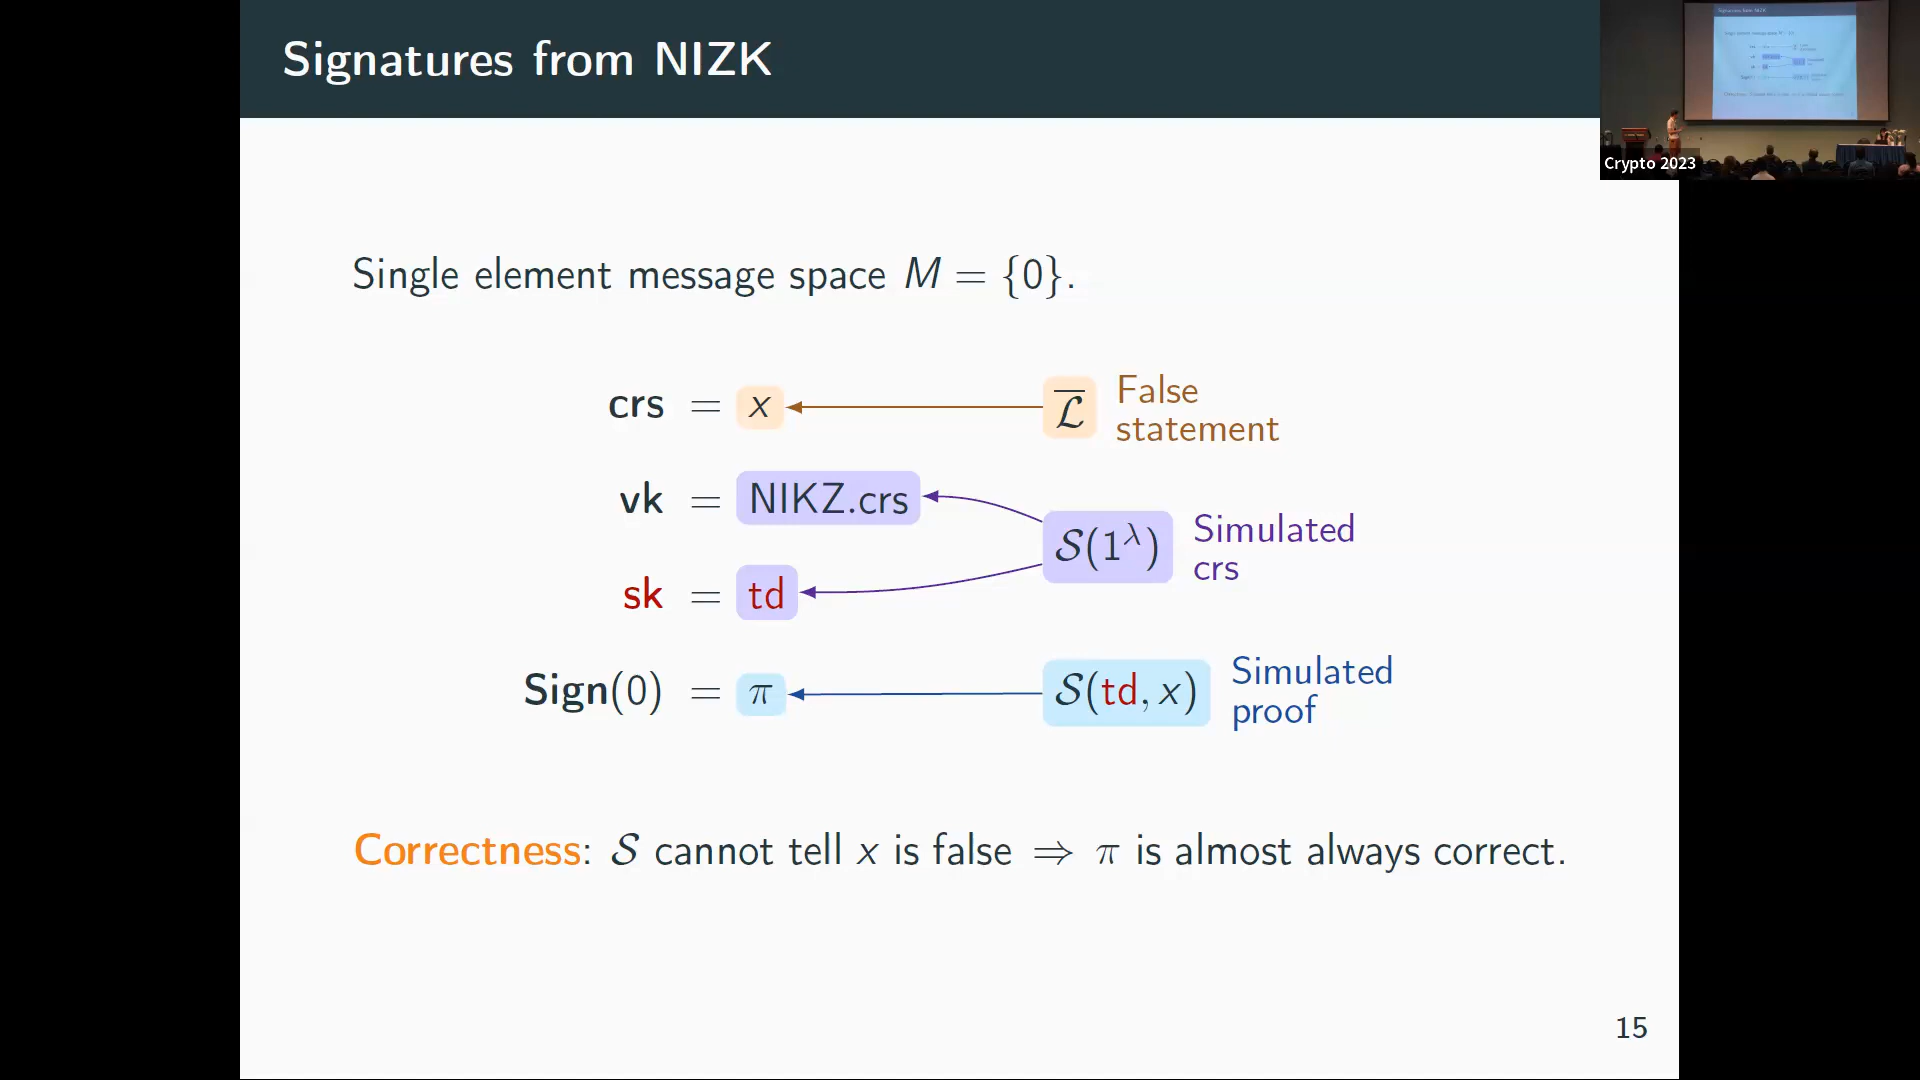 Signatures from NIZK
Crypto 2023
Single element message space M = {0}.
crs = x
L̅ False statement
vk = NIKZ.crs
S(1^λ) Simulated crs
sk = td
Sign(0) = π
S(td, x) Simulated proof
Correctness: S cannot tell x is false ⇒ π is almost always correct.
15